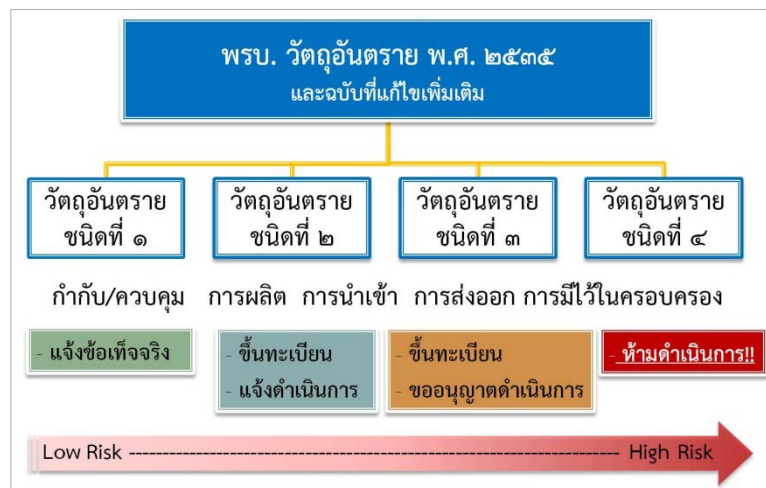 พรบ. วัตถุอันตราย พ.ศ. ๒๕๓๕
และฉบับที่แก้ไขเพิ่มเติม
วัตถุอันตราย
ชนิดที่ ๑
วัตถุอันตราย
ชนิดที่ ๒
วัตถุอันตราย
ชนิดที่ ๓
วัตถุอันตราย
ชนิดที่ ๔
กำกับ/ควบคุม การผลิต การนำเข้า การส่งออก การมีไว้ในครอบครอง
- แจ้งข้อเท็จจริง
- ขึ้นทะเบียน
- แจ้งดำเนินการ
- ขึ้นทะเบียน
- ขออนุญาตดำเนินการ
- ห้ามดำเนินการ!!
Low Risk ------------------------------------------------------------------------ High Risk